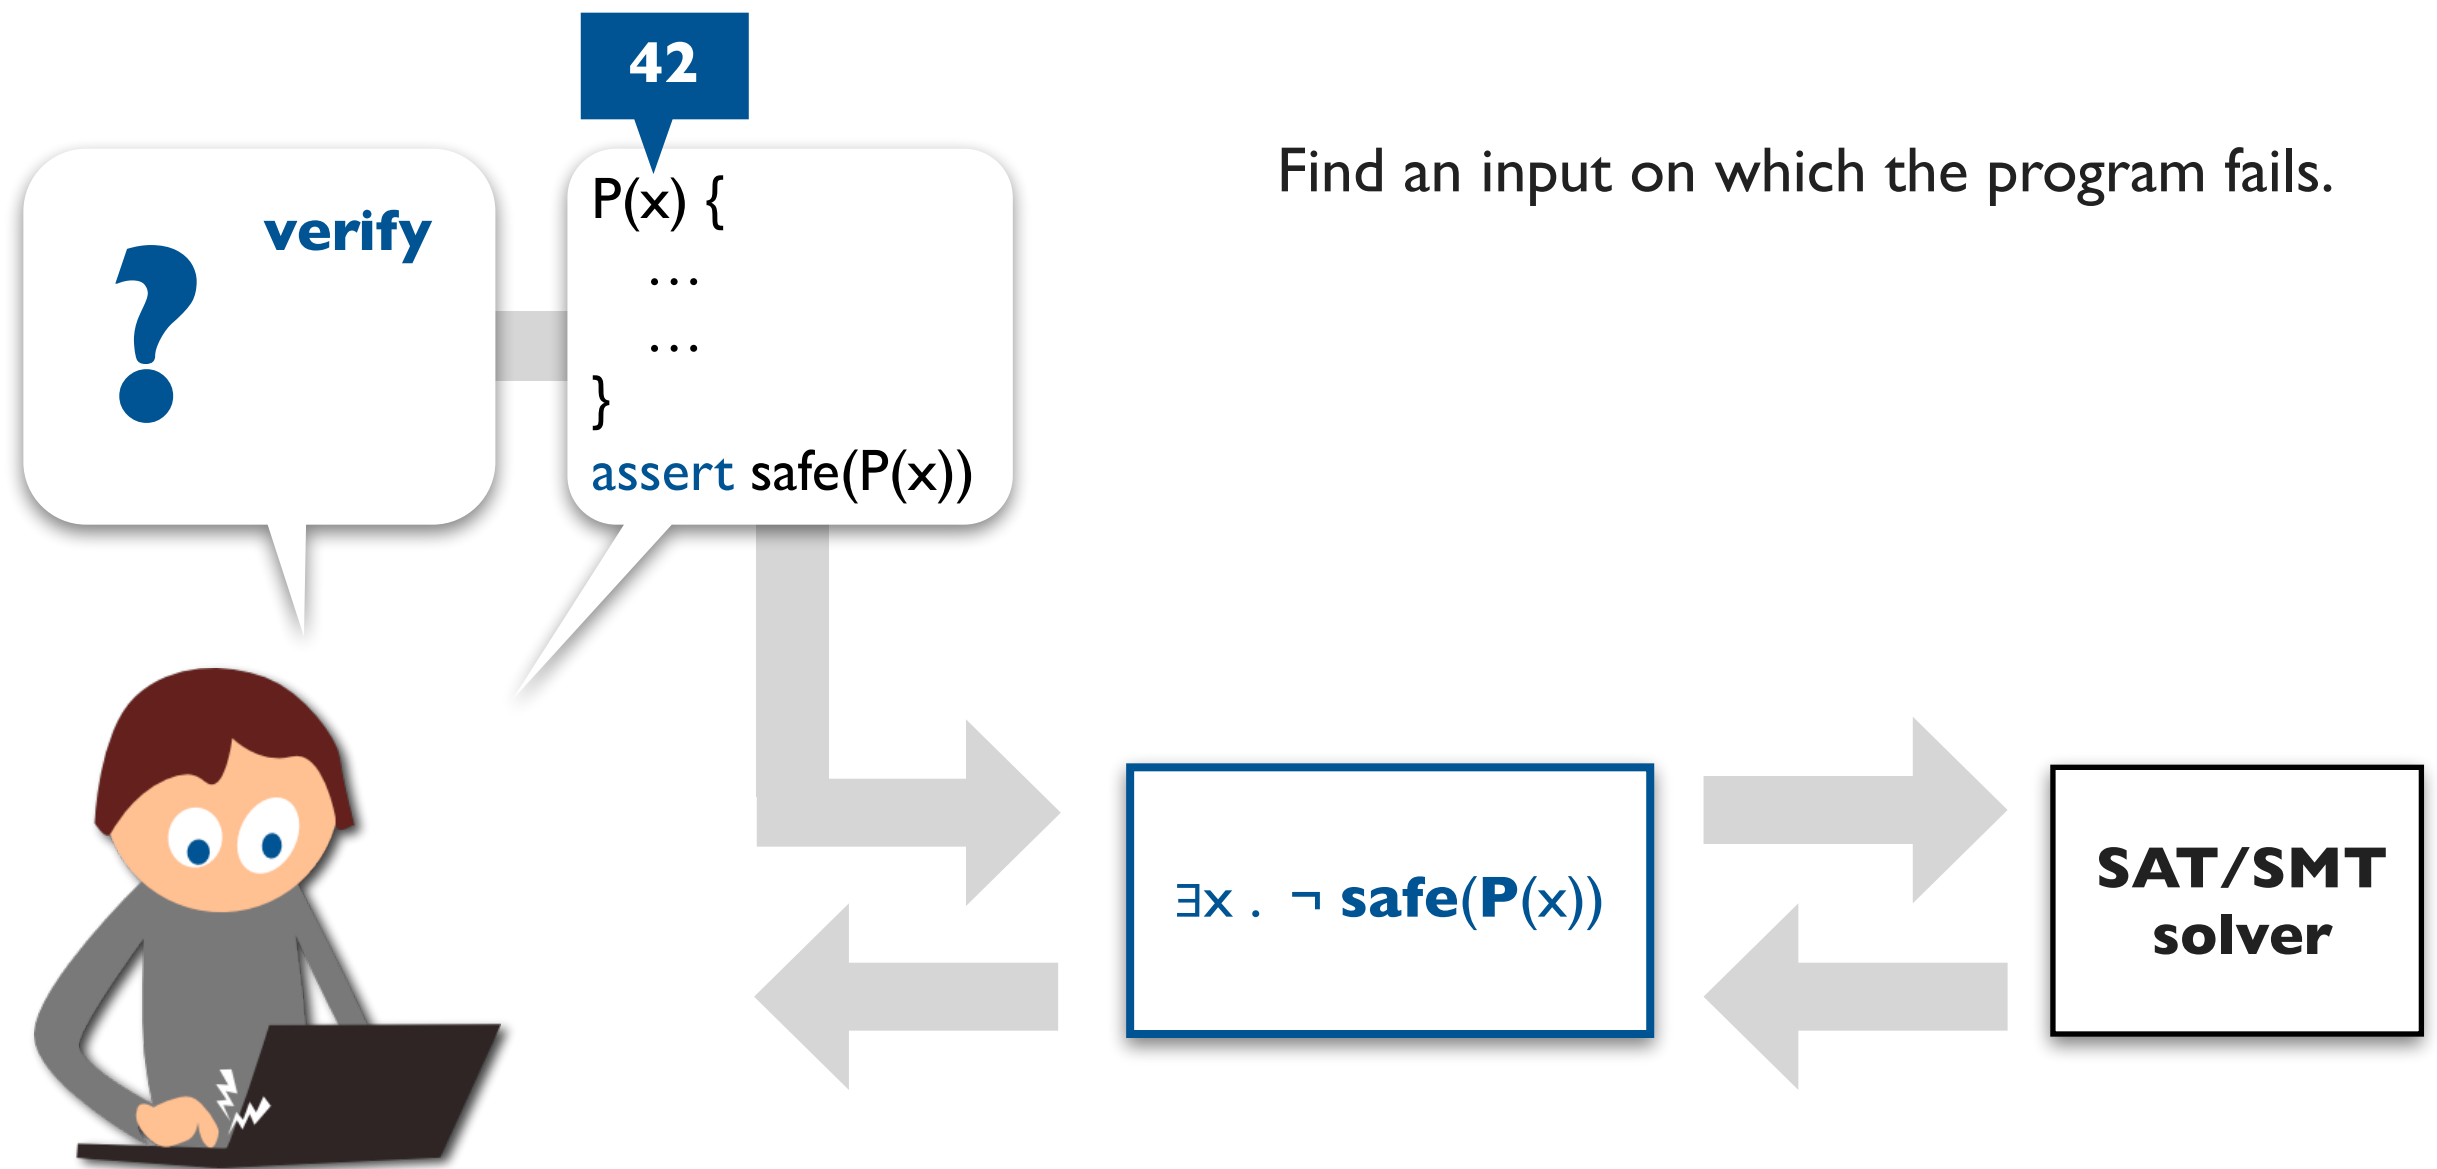 42
verify
?
P(x) {
…
…
}
assert safe(P(x))
Find an input on which the program fails.
∃x . ¬ safe(P(x))
SAT/SMT
solver